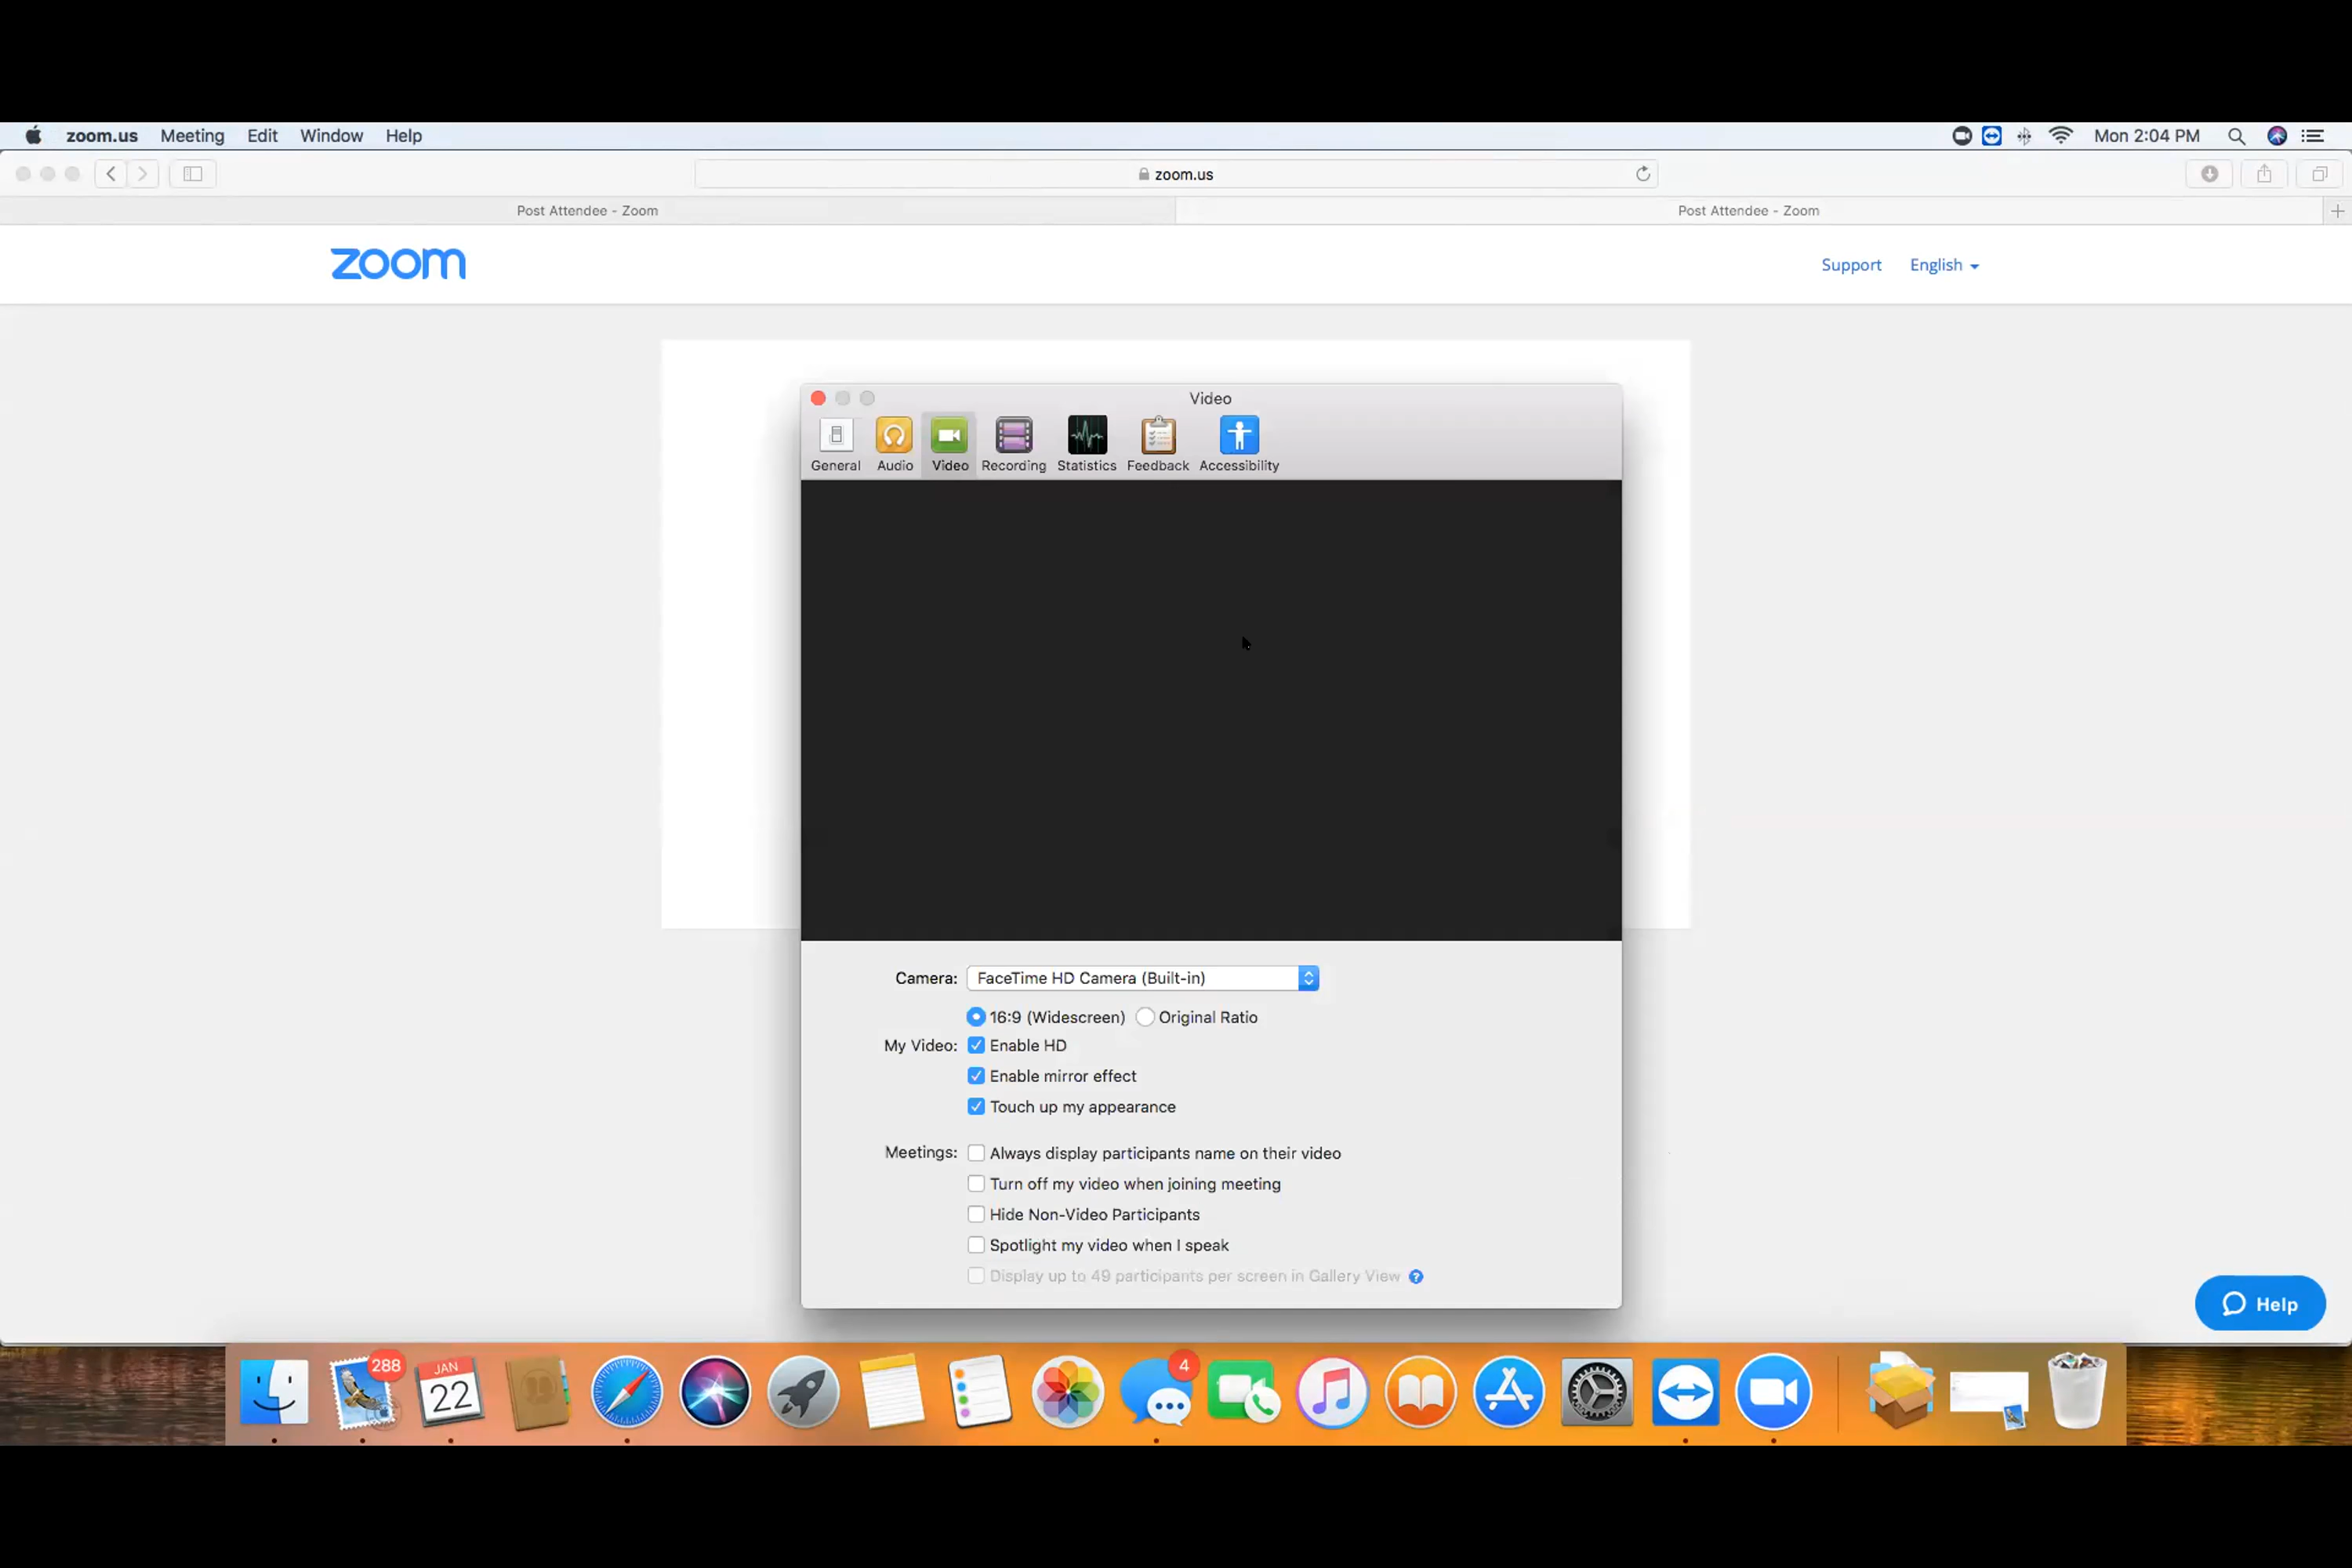 zoom.us Meeting Edit Window Help Mon 2:04 PM
zoom.us
Post Attendee - Zoom Post Attendee - Zoom
zoom Support English
Video
General Audio Video Recording Statistics Feedback Accessibility
Camera: FaceTime HD Camera (Built-in)
16:9 (Widescreen) Original Ratio
My Video: Enable HD
Enable mirror effect
Touch up my appearance
Meetings: Always display participants name on their video
Turn off my video when joining meeting
Hide Non-Video Participants
Spotlight my video when I speak
Display up to 49 participants per screen in Gallery View ?
Help
288 JAN 4
22